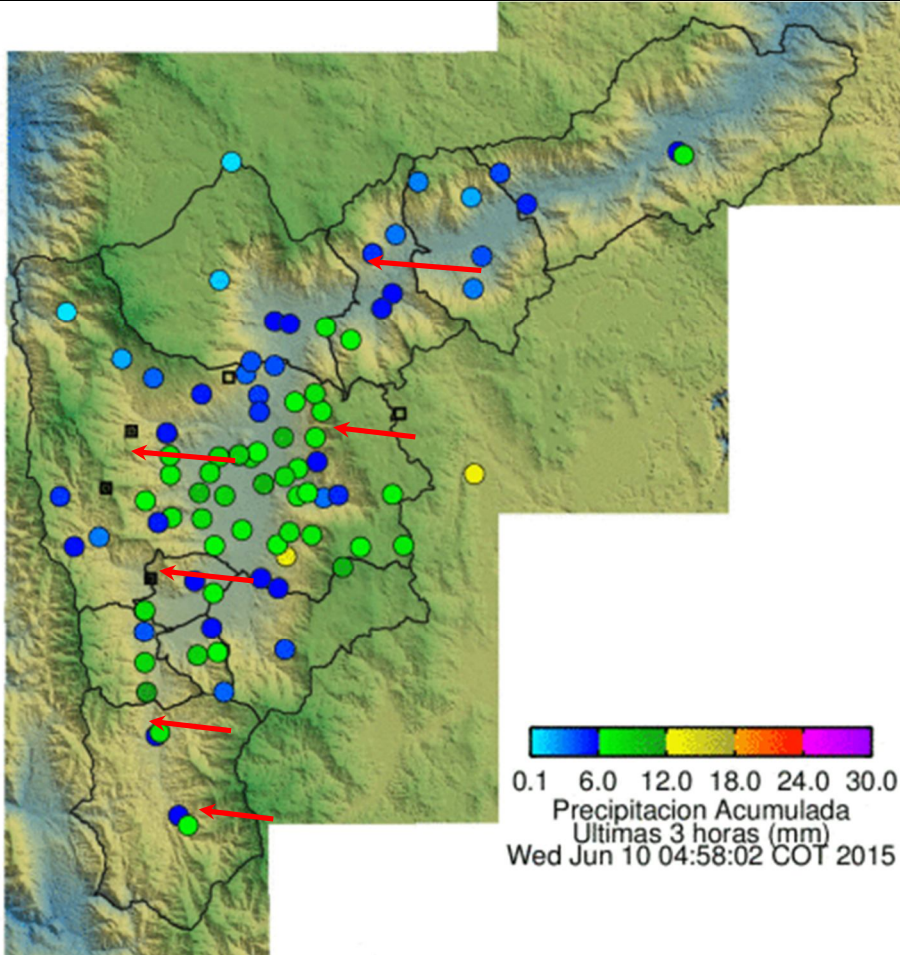 0.1 6.0 12.0 18.0 24.0 30.0
Precipitacion Acumulada
Ultimas 3 horas (mm)
Wed Jun 10 04:58:02 COT 2015